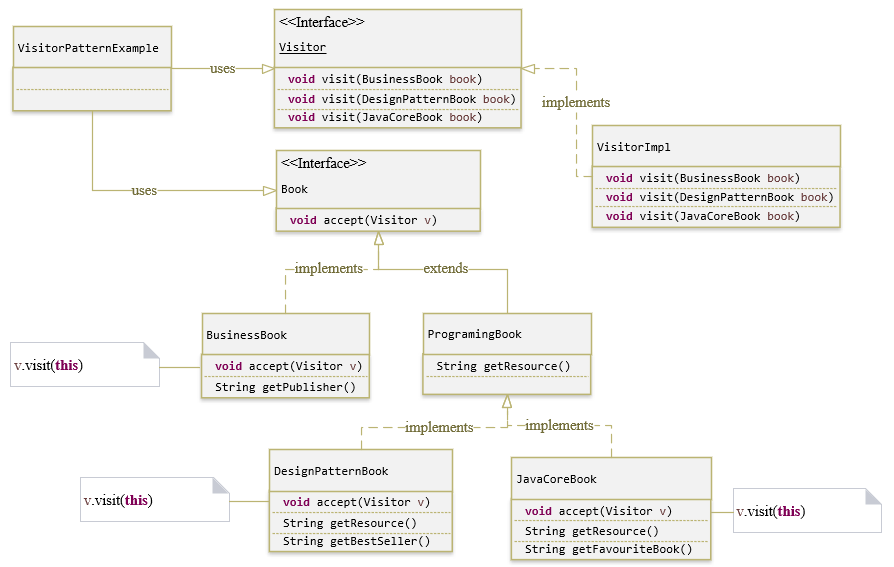 <<Interface>>
Visitor
void visit(BusinessBook book)
void visit(DesignPatternBook book)
void visit(JavaCoreBook book)
VisitorPatternExample
uses
implements
VisitorImpl
void visit(BusinessBook book)
void visit(DesignPatternBook book)
void visit(JavaCoreBook book)
<<Interface>>
Book
void accept(Visitor v)
uses
implements
extends
BusinessBook
void accept(Visitor v)
String getPublisher()
v.visit(this)
ProgramingBook
String getResource()
implements
implements
DesignPatternBook
void accept(Visitor v)
String getResource()
String getBestSeller()
v.visit(this)
JavaCoreBook
void accept(Visitor v)
String getResource()
String getFavouriteBook()
v.visit(this)